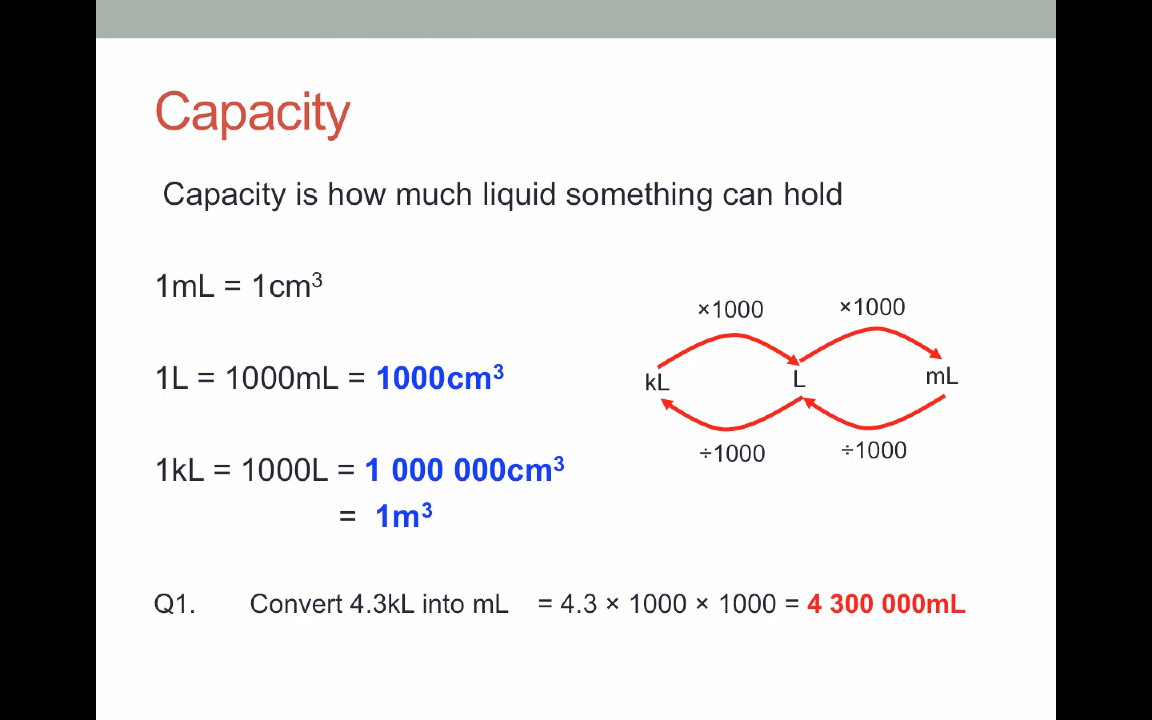 Capacity
Capacity is how much liquid something can hold
1mL = 1cm³
1L = 1000mL = 1000cm³
1kL = 1000L = 1 000 000cm³
= 1m³
×1000 ×1000
kL L mL
÷1000 ÷1000
Q1. Convert 4.3kL into mL = 4.3 × 1000 × 1000 = 4 300 000mL